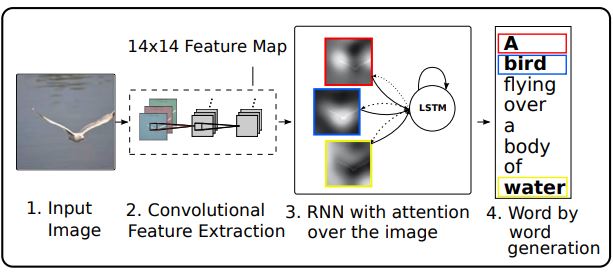 14x14 Feature Map
LSTM
A
bird
flying
over
a
body
of
water
1. Input
Image
2. Convolutional
Feature Extraction
3. RNN with attention
over the image
4. Word by
word
generation